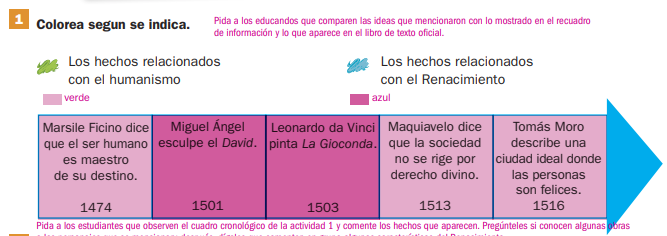 1 Colorea segun se indica.
Pida a los educandos que comparen las ideas que mencionaron con lo mostrado en el recuadro
de información y lo que aparece en el libro de texto oficial.
Los hechos relacionados
con el humanismo
verde
Los hechos relacionados
con el Renacimiento
azul
Marsile Ficino dice
que el ser humano
es maestro
de su destino.
1474
Miguel Ángel
esculpe el David.
1501
Leonardo da Vinci
pinta La Gioconda.
1503
Maquiavelo dice
que la sociedad
no se rige por
derecho divino.
1513
Tomás Moro
describe una
ciudad ideal donde
las personas
son felices.
1516
Pida a los estudiantes que observen el cuadro cronológico de la actividad 1 y comente los hechos que aparecen. Pregúnteles si conocen algunas obras